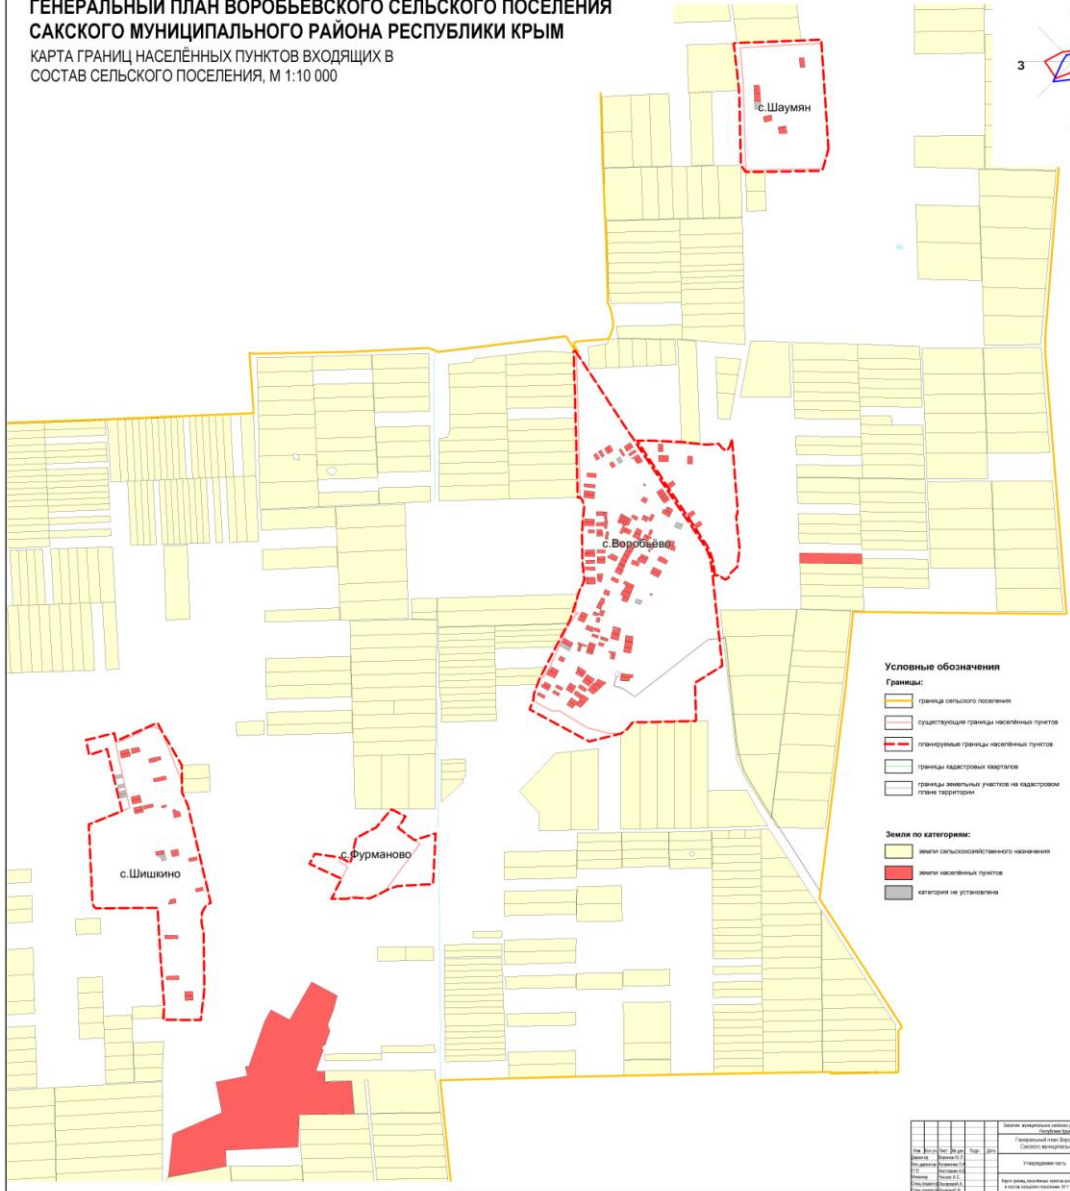 ГЕНЕРАЛЬНЫЙ ПЛАН ВОРОБЬЕВСКОГО СЕЛЬСКОГО ПОСЕЛЕНИЯ
САКСКОГО МУНИЦИПАЛЬНОГО РАЙОНА РЕСПУБЛИКИ КРЫМ
КАРТА ГРАНИЦ НАСЕЛЁННЫХ ПУНКТОВ ВХОДЯЩИХ В
СОСТАВ СЕЛЬСКОГО ПОСЕЛЕНИЯ, М 1:10 000
З
с.Шаумян
с.Воробьёво
с.Фурманово
с.Шишкино
Условные обозначения
Границы:
граница сельского поселения
существующие границы населённых пунктов
планируемые границы населённых пунктов
границы кадастровых кварталов
границы земельных участков на кадастровом
плане территории
Земли по категориям:
земли сельскохозяйственного назначения
земли населённых пунктов
категория не установлена
Утверждаемая часть